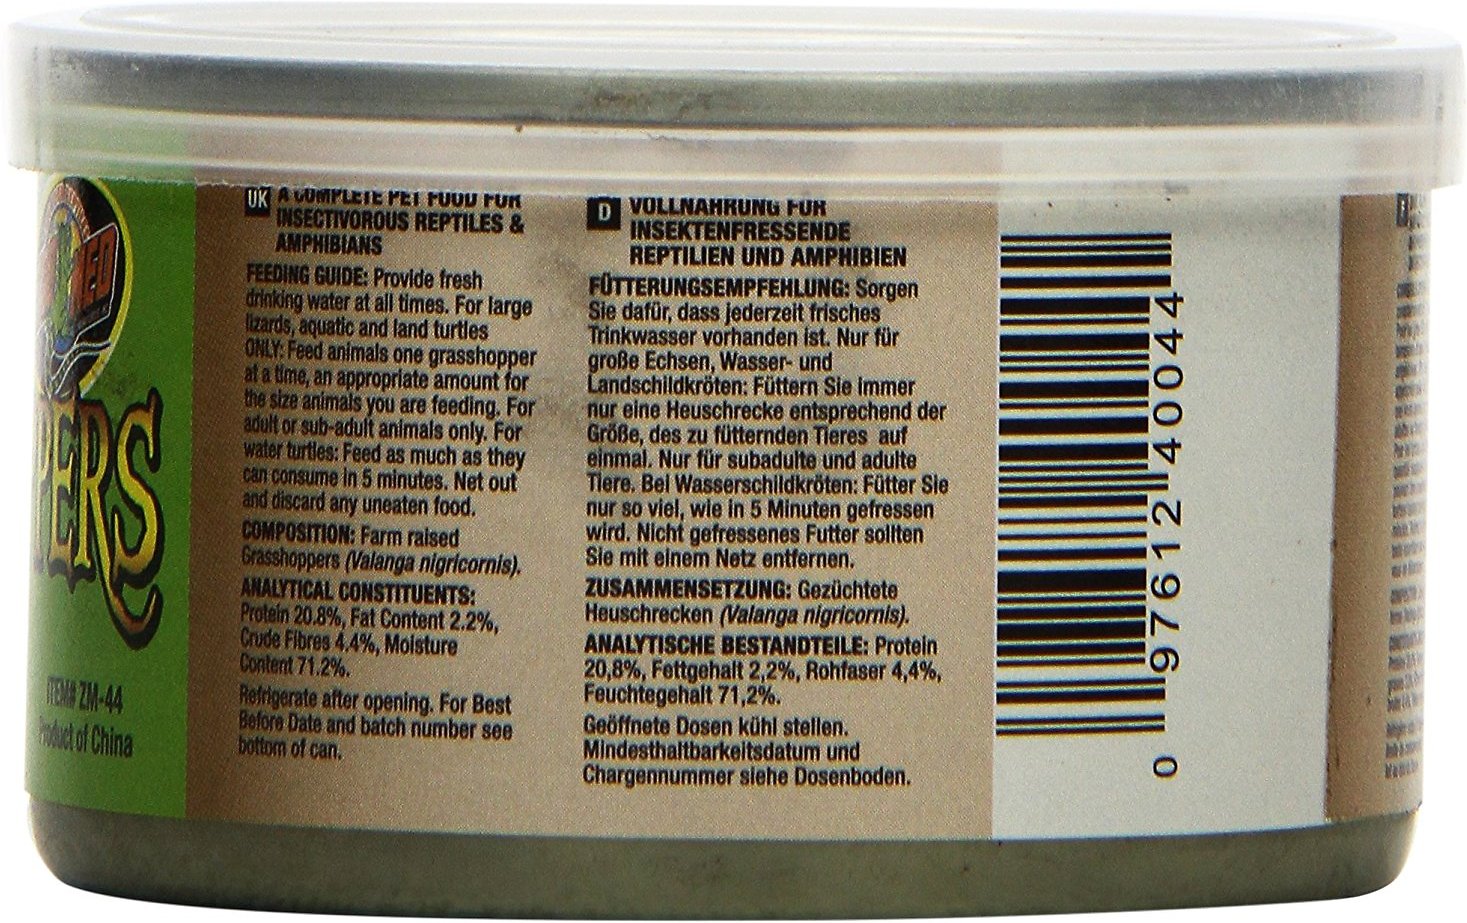 MED
PERS
ITEM# ZM-44
Product of China
UK A COMPLETE PET FOOD FOR
INSECTIVOROUS REPTILES &
AMPHIBIANS
FEEDING GUIDE: Provide fresh
drinking water at all times. For large
lizards, aquatic and land turtles
ONLY: Feed animals one grasshopper
at a time, an appropriate amount for
the size animals you are feeding. For
adult or sub-adult animals only. For
water turtles: Feed as much as they
can consume in 5 minutes. Net out
and discard any uneaten food.
COMPOSITION: Farm raised
Grasshoppers (Valanga nigricornis).
ANALYTICAL CONSTITUENTS:
Protein 20.8%, Fat Content 2.2%,
Crude Fibres 4.4%, Moisture
Content 71.2%.
Refrigerate after opening. For Best
Before Date and batch number see
bottom of can.
D VOLLNAHRUNG FÜR
INSEKTENFRESSENDE
REPTILIEN UND AMPHIBIEN
FÜTTERUNGSEMPFEHLUNG: Sorgen
Sie dafür, dass jederzeit frisches
Trinkwasser vorhanden ist. Nur für
große Echsen, Wasser- und
Landschildkröten: Füttern Sie immer
nur eine Heuschrecke entsprechend der
Größe, des zu fütternden Tieres auf
einmal. Nur für subadulte und adulte
Tiere. Bei Wasserschildkröten: Fütter Sie
nur so viel, wie in 5 Minuten gefressen
wird. Nicht gefressenes Futter sollten
Sie mit einem Netz entfernen.
ZUSAMMENSETZUNG: Gezüchtete
Heuschrecken (Valanga nigricornis).
ANALYTISCHE BESTANDTEILE: Protein
20,8%, Fettgehalt 2,2%, Rohfaser 4,4%,
Feuchtegehalt 71,2%.
Geöffnete Dosen kühl stellen.
Mindesthaltbarkeitsdatum und
Chargennummer siehe Dosenboden.
0 97612 40044